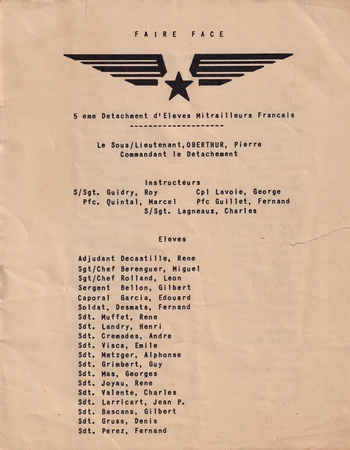 FAIRE FACE
5 eme Detachment d'Eleves Mitrailleurs Francais
Le Sous/Lieutenant,OBERTHUR, Pierre
Commandant le Detachement
Instructeurs
S/Sgt. Guidry, Roy Cpl Lavoie, George
Pfc. Quintal, Marcel Pfc Guillet, Fernand
S/Sgt. Lagneaux, Charles
Eleves
Adjudant Decastille, Rene
Sgt/Chef Berenguer, Miguel
Sgt/Chef Rolland, Leon
Sergent Bellon, Gilbert
Caporal Garcia, Edouard
Soldat, Desmats, Fernand
Sdt. Muffet, Rene
Sdt. Landry, Henri
Sdt. Cremades, Andre
Sdt. Visca, Emile
Sdt. Metzger, Alphonse
Sdt. Grimbert, Guy
Sdt. Mas, Georges
Sdt. Joyau, Rene
Sdt. Valente, Charles
Sdt. Larricart, Jean P.
Sdt. Bascans, Gilbert
Sdt. Gruss, Denis
Sdt. Perez, Fernand